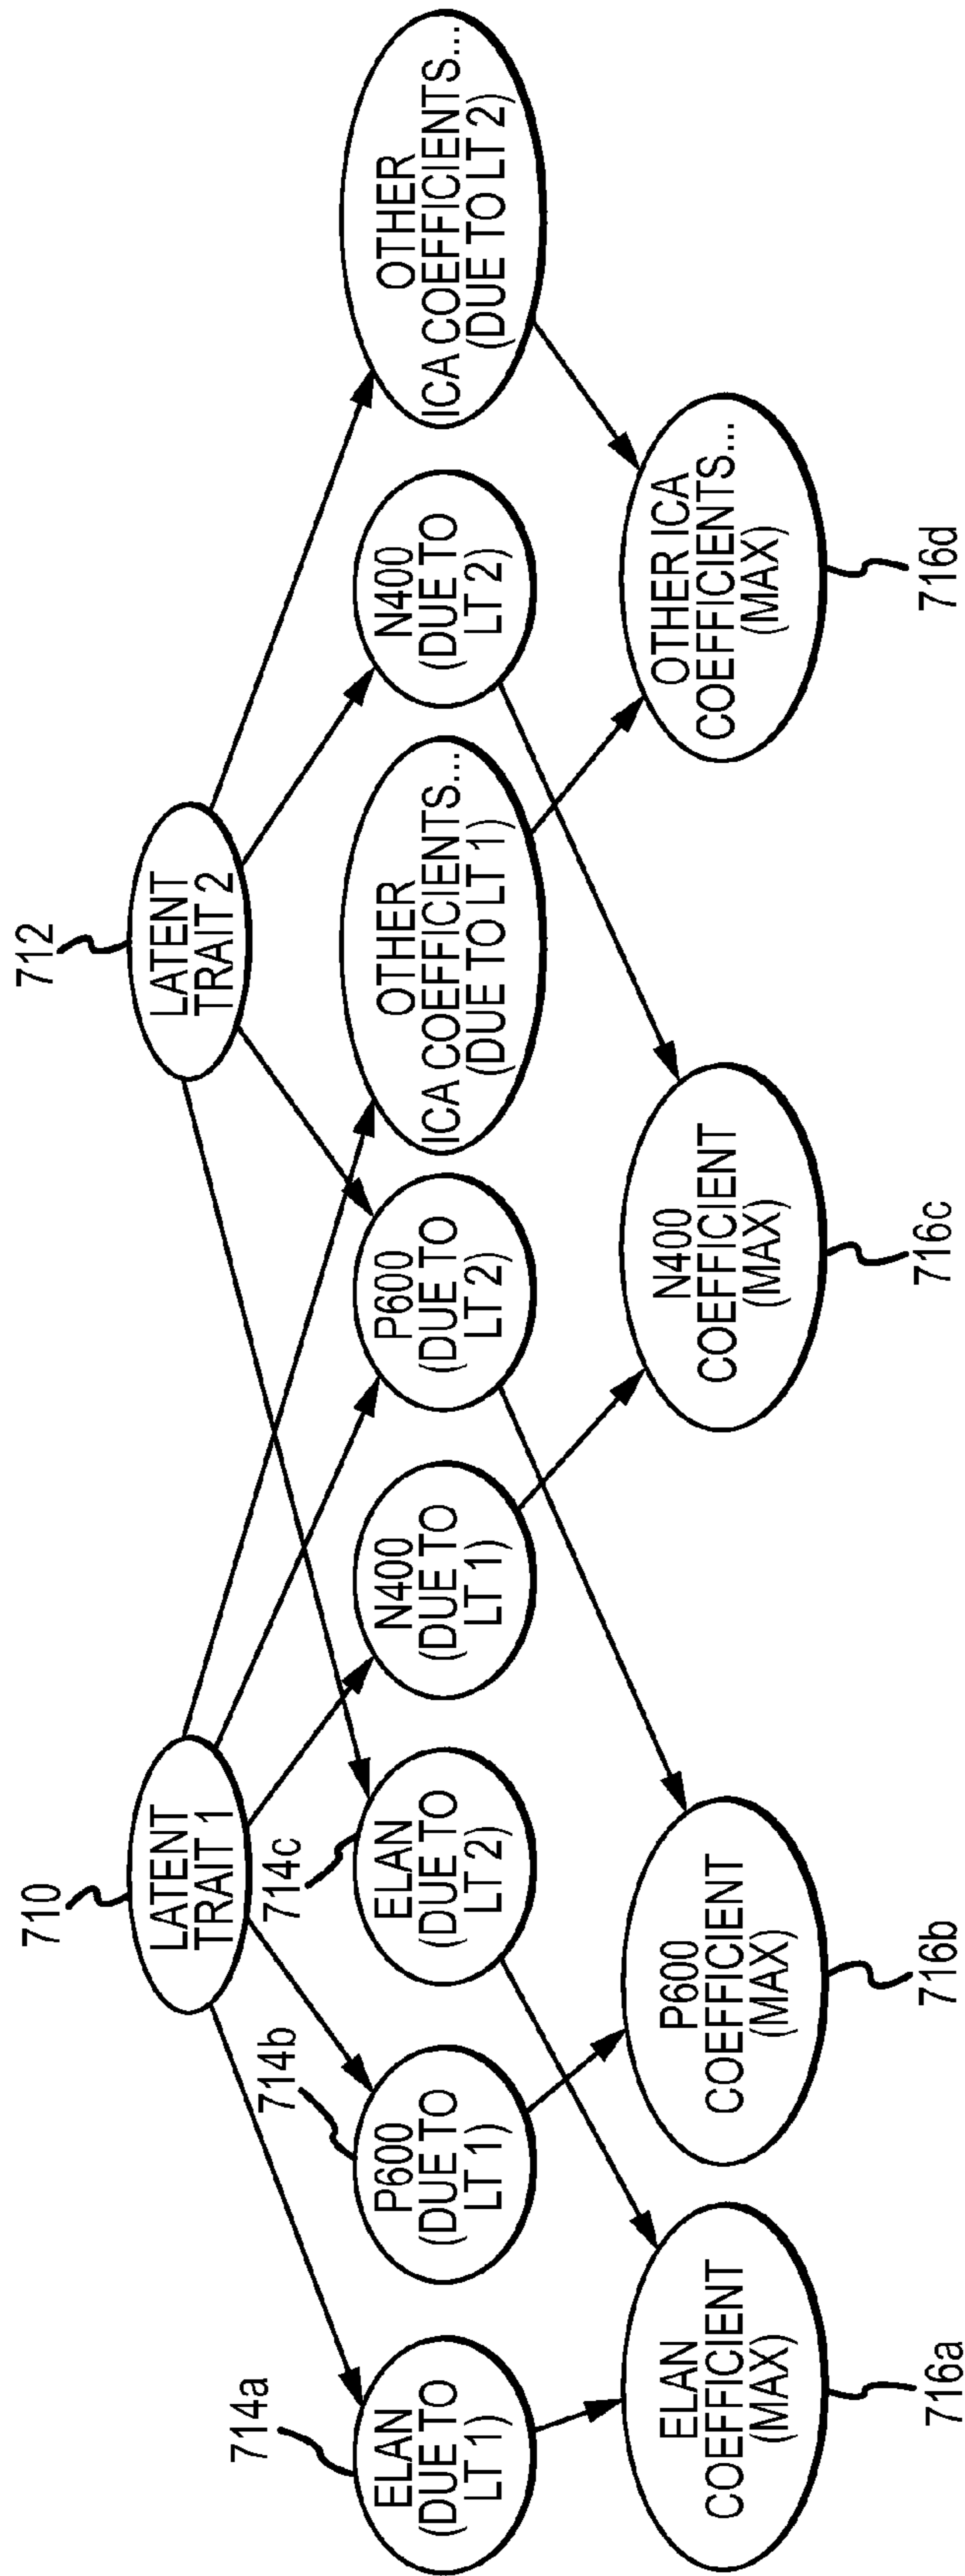 710
LATENT
TRAIT 1
712
LATENT
TRAIT 2
714a
ELAN
(DUE TO
LT 1)
714b
P600
(DUE TO
LT 1)
714c
ELAN
(DUE TO
LT 2)
N400
(DUE TO
LT 1)
P600
(DUE TO
LT 2)
OTHER
ICA COEFFICIENTS...
(DUE TO LT 1)
N400
(DUE TO
LT 2)
OTHER
ICA COEFFICIENTS...
(DUE TO LT 2)
ELAN
COEFFICIENT
(MAX)
716a
P600
COEFFICIENT
(MAX)
716b
N400
COEFFICIENT
(MAX)
716c
OTHER ICA
COEFFICIENTS...
(MAX)
716d